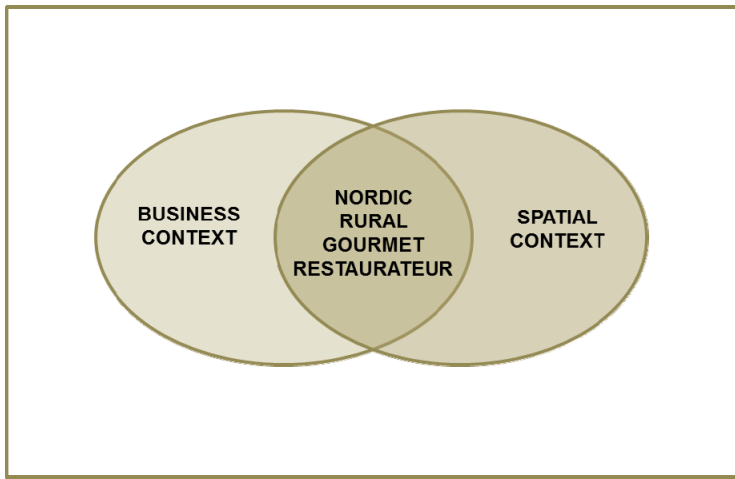 BUSINESS
CONTEXT
NORDIC
RURAL
GOURMET
RESTAURATEUR
SPATIAL
CONTEXT